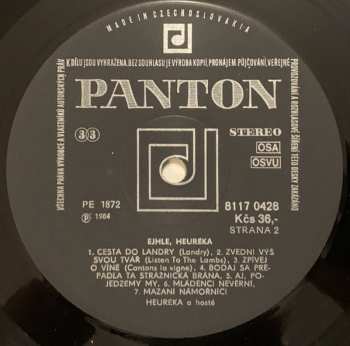 MADE IN CZECHOSLOVAKIA
VŠECHNA PRÁVA VÝROBCE A VLASTNÍKŮ AUTORSKÝCH PRÁV
K DÍLU JSOU VYHRAZENA. BEZ SOUHLASU JE VÝROBA KOPIÍ, PRONÁJEM, PŮJČOVÁNÍ, VEŘEJNÉ
PROVOZOVÁNÍ A ROZHLASOVÉ ŠÍŘENÍ TÉTO DESKY ZAKÁZÁNO
PANTON
33
STEREO
OSA
OSVU
PE 1872
8117 0428
Ⓟ 1984
Kčs 36,-
STRANA 2
EJHLE, HEUREKA
1. CESTA DO LANDRY (Landry), 2. ZVEDNI VÝŠ
SVOU TVÁŘ (Listen To The Lambs), 3. ZPÍVEJ
O VÍNĚ (Cantons la vigne), 4. BODAJ SA PRE-
PADLA TA STRÁŽNICKÁ BRÁNA, 5. AJ, PO-
JEDZEMY MY, 6. MLÁDENCI NEVĚRNÍ,
7. MAZANÍ NÁMOŘNÍCI
HEUREKA a hosté